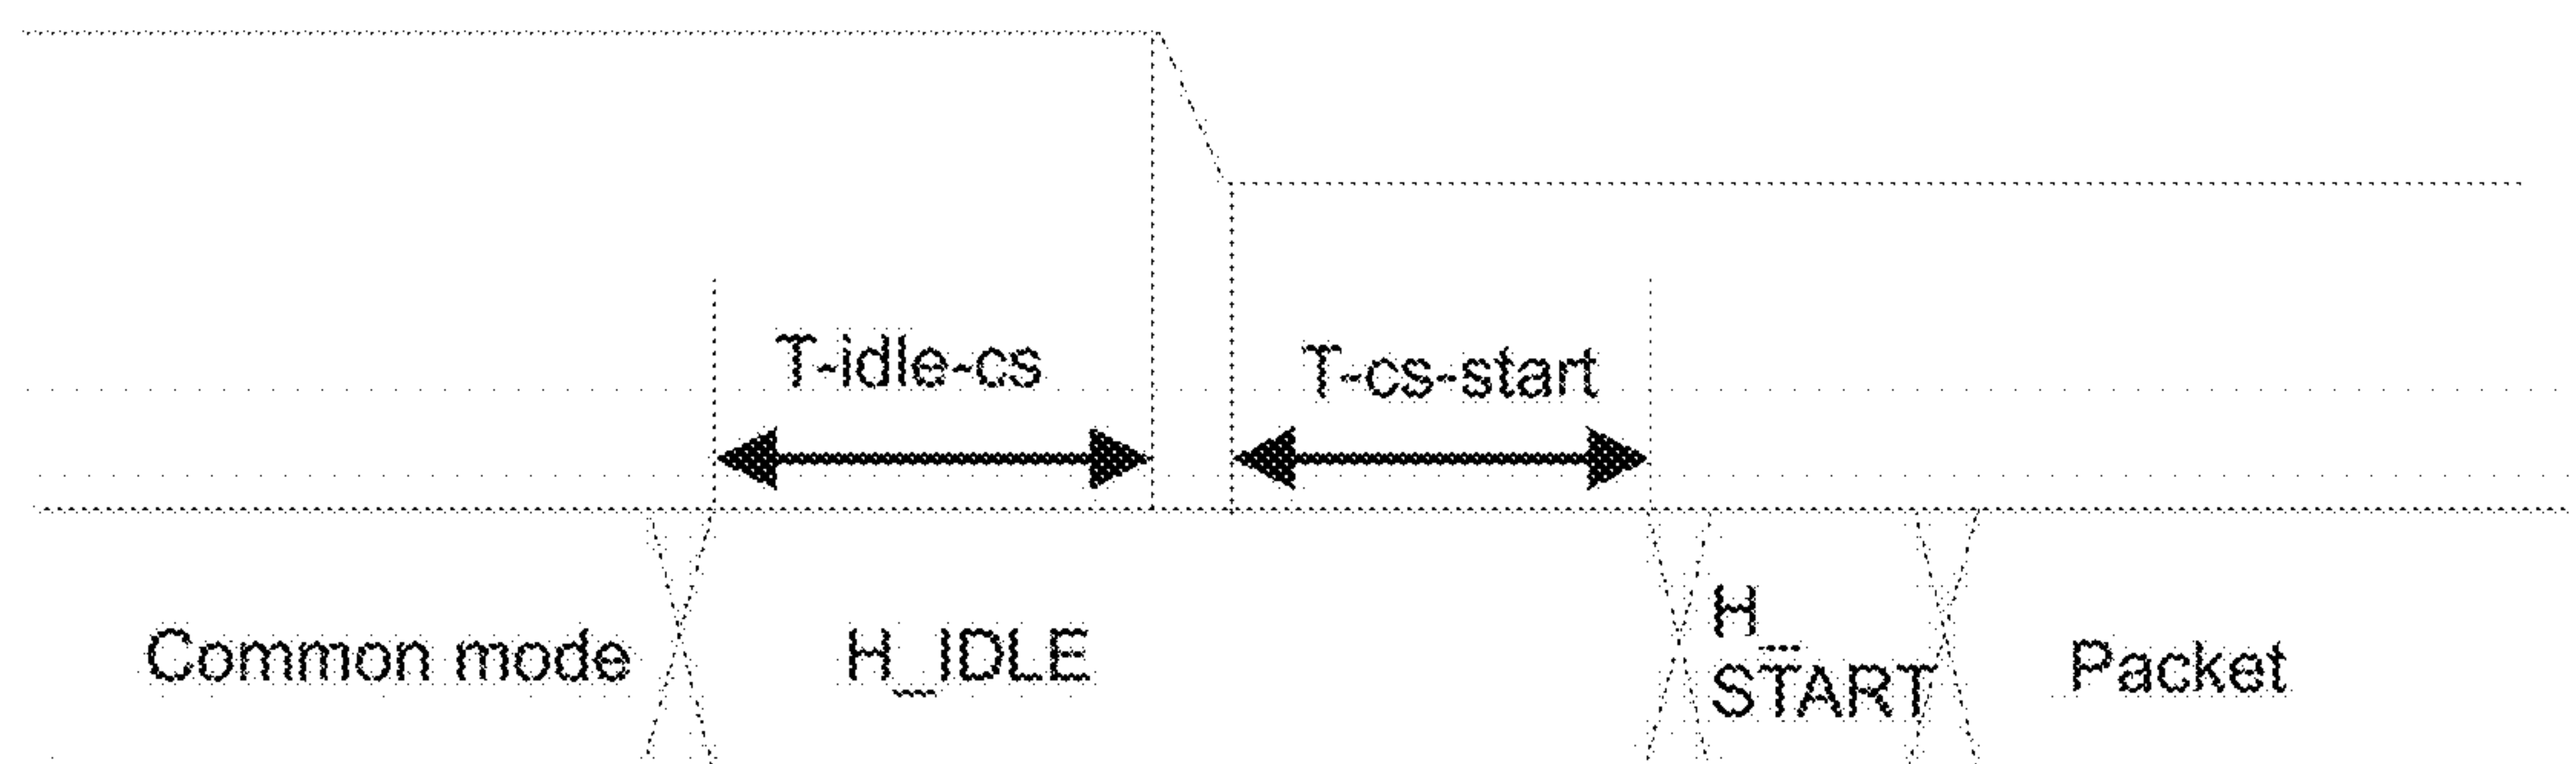 T-idle-cs
T-cs-start
Common mode
H_IDLE
H_
START
Packet